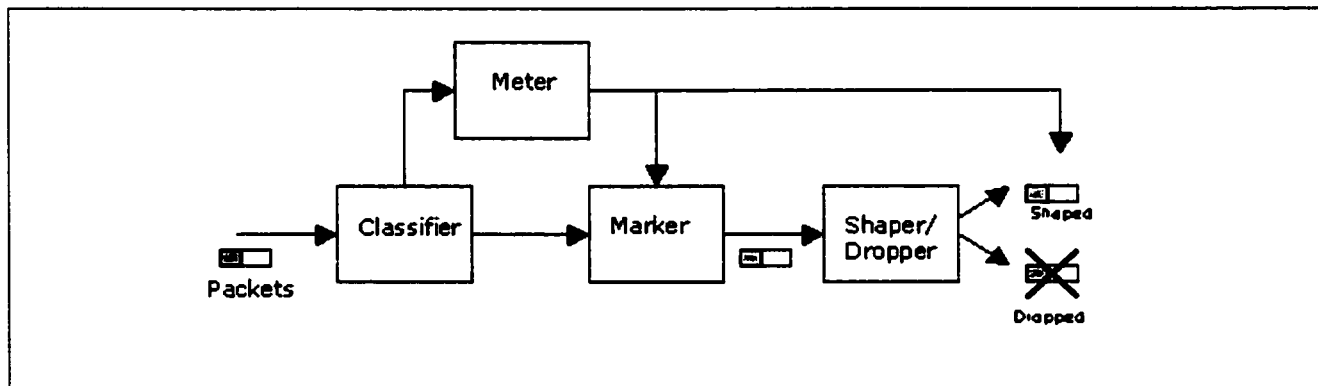 Meter
Classifier
Marker
Shaper/
Dropper
Packets
Shaped
Dropped